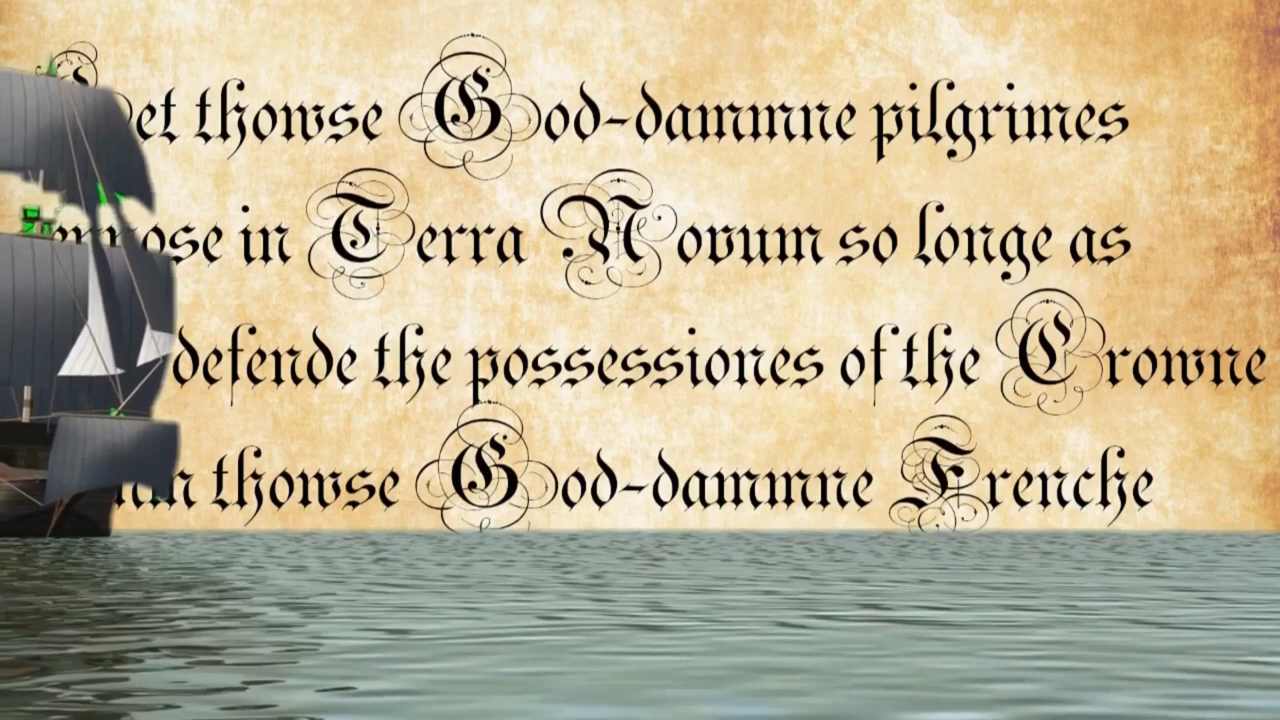 et thowse God-dammne pilgrimes
in Terra Novum so longe as
defende the possessiones of the Crowne
thowse God-dammne Frenche